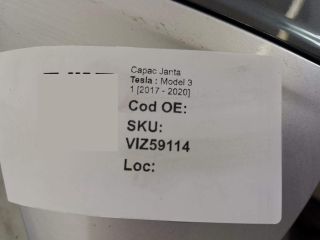 Capac Janta
Tesla : Model 3
1 [2017 - 2020]
Cod OE:
SKU:
VIZ59114
Loc: